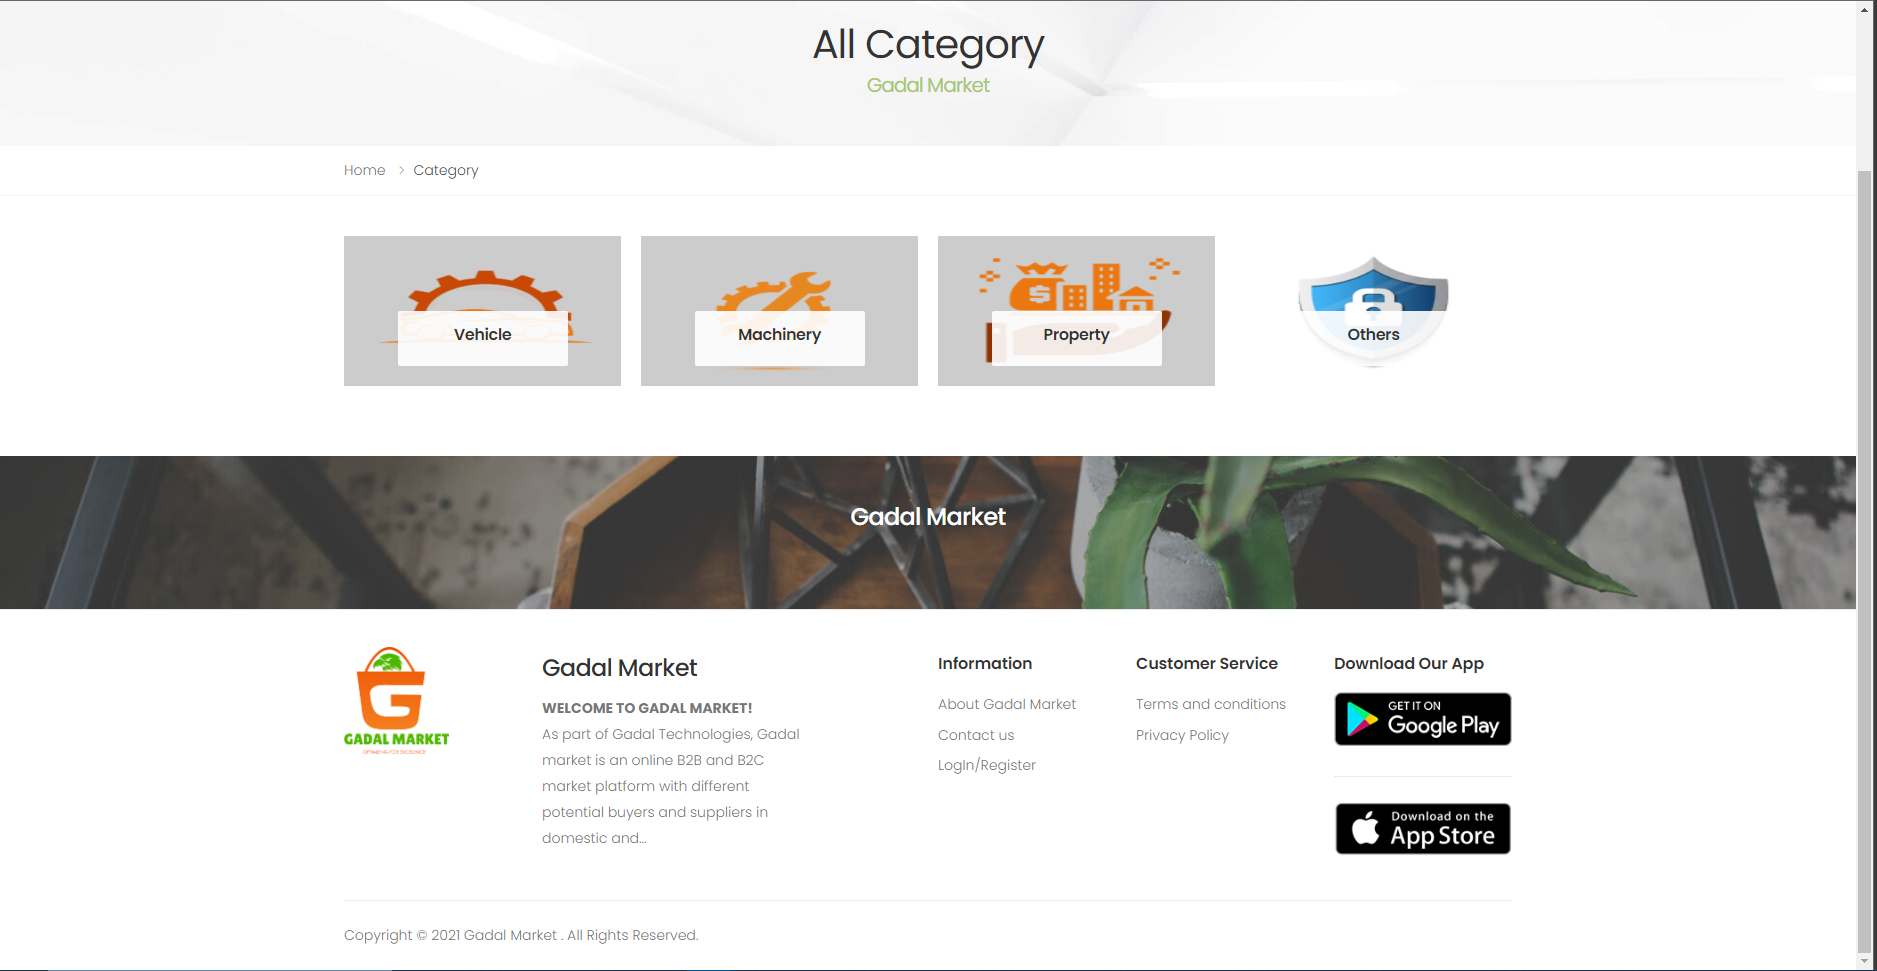 All Category
Gadal Market
Home > Category
Vehicle
Machinery
Property
Others
Gadal Market
GADAL MARKET
Gadal Market
WELCOME TO GADAL MARKET!
As part of Gadal Technologies, Gadal
market is an online B2B and B2C
market platform with different
potential buyers and suppliers in
domestic and...
Information
About Gadal Market
Contact us
LogIn/Register
Customer Service
Terms and conditions
Privacy Policy
Download Our App
GET IT ON
Google Play
Download on the
App Store
Copyright © 2021 Gadal Market . All Rights Reserved.